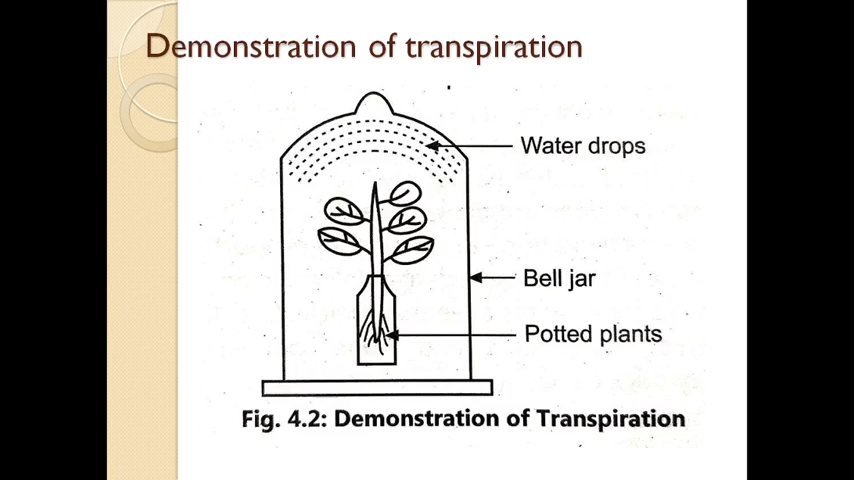 Demonstration of transpiration
Water drops
Bell jar
Potted plants
Fig. 4.2: Demonstration of Transpiration